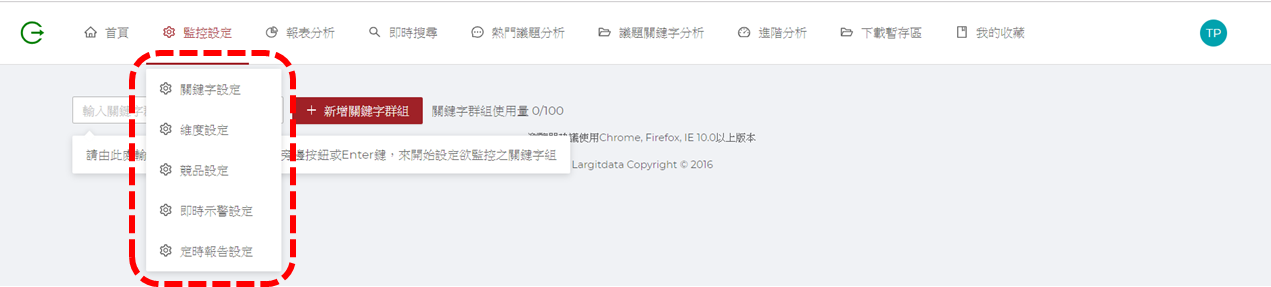 首頁 監控設定 報表分析 即時搜尋 熱門議題分析 議題關鍵字分析 進階分析 下載暫存區 我的收藏 TP
關鍵字設定
輸入關鍵字 + 新增關鍵字群組 關鍵字群組使用量 0/100
維度設定
議使用Chrome, Firefox, IE 10.0以上版本
請由此處輸 旁邊按鈕或Enter鍵，來開始設定欲監控之關鍵字組
Largitdata Copyright © 2016
競品設定
即時示警設定
定時報告設定